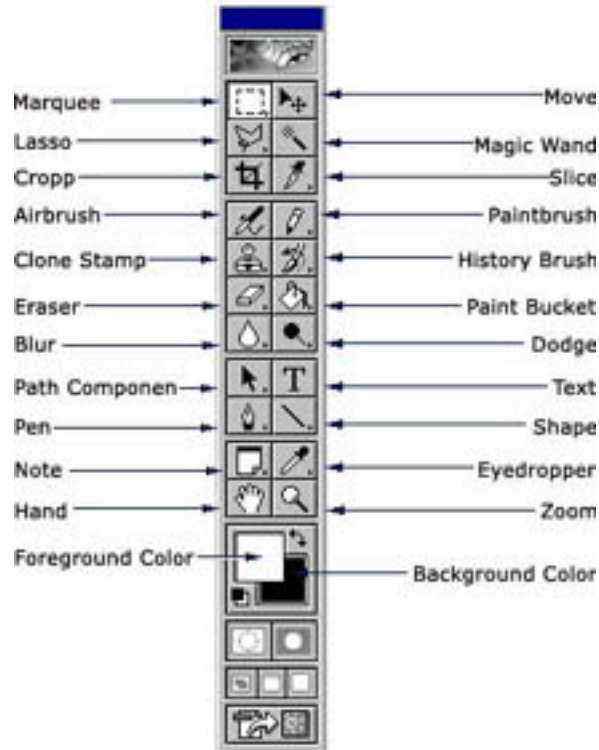 Marquee
Move
Lasso
Magic Wand
Cropp
Slice
Airbrush
Paintbrush
Clone Stamp
History Brush
Eraser
Paint Bucket
Blur
Dodge
Path Componen
T
Text
Pen
Shape
Note
Eyedropper
Hand
Zoom
Foreground Color
Background Color